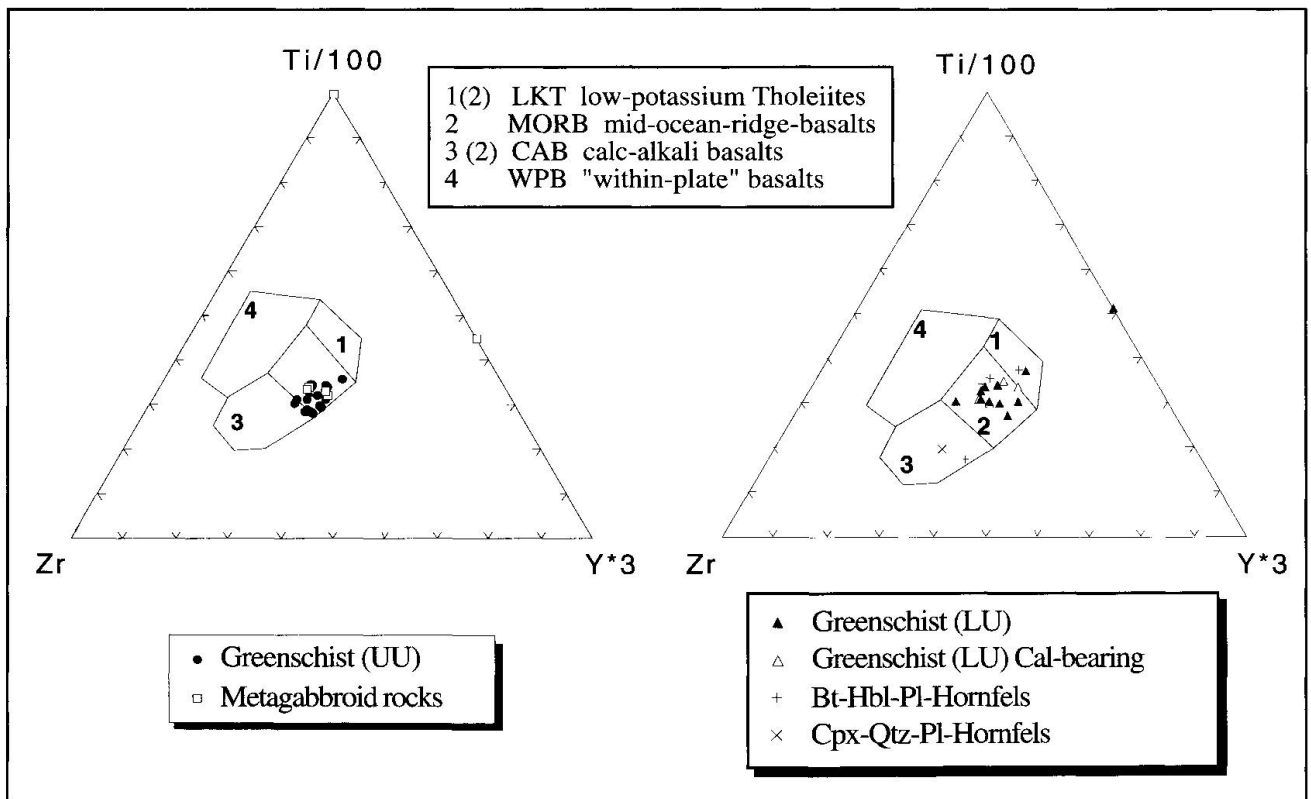 Ti/100
Ti/100
1(2) LKT low-potassium Tholeiites
2 MORB mid-ocean-ridge-basalts
3 (2) CAB calc-alkali basalts
4 WPB "within-plate" basalts
4
1
3
Zr
Y*3
4
1
2
3
Zr
Y*3
Greenschist (UU)
Metagabbroid rocks
Greenschist (LU)
Greenschist (LU) Cal-bearing
Bt-Hbl-Pl-Hornfels
Cpx-Qtz-Pl-Hornfels